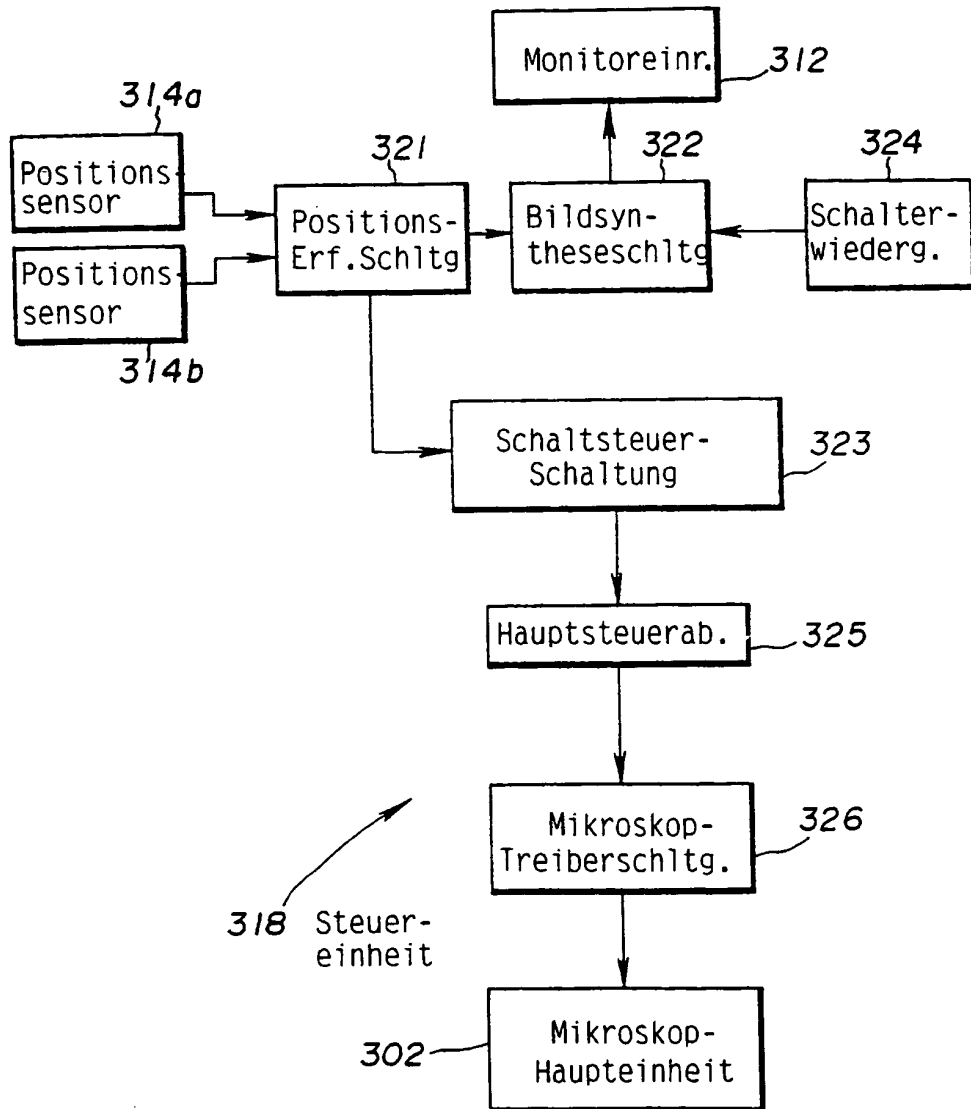 Monitoreinr.
312
314a
Positions-
sensor
321
Positions-
Erf.Schltg
322
Bildsyn-
theseschltg
324
Schalter-
wiederg.
Positions-
sensor
314b
Schaltsteuer-
Schaltung
323
Hauptsteuerab.
325
Mikroskop-
Treiberschltg.
326
318 Steuer-
einheit
302
Mikroskop-
Haupteinheit